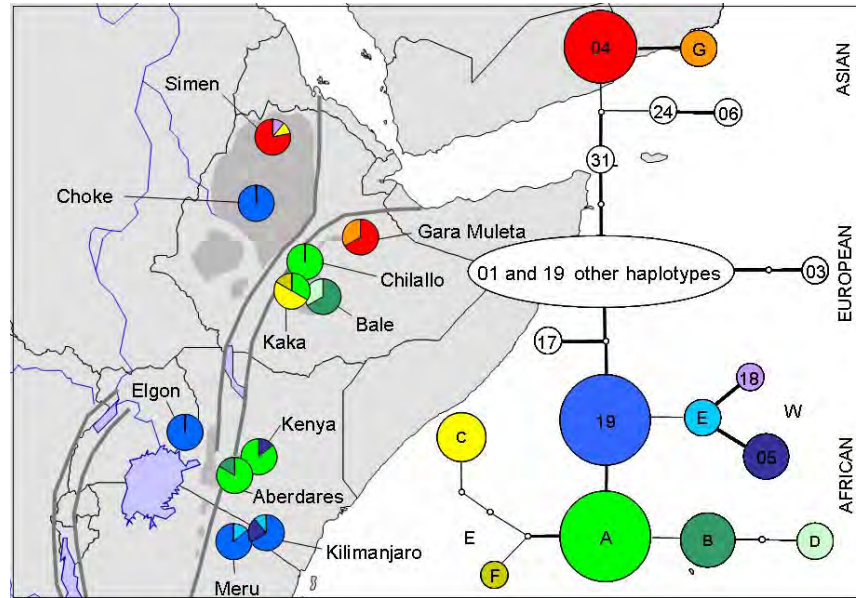 Simen
Choke
Gara Muleta
Chilallo
Kaka
Bale
Elgon
Kenya
Aberdares
Kilimanjaro
Meru
04
G
24
06
31
01 and 19 other haplotypes
03
17
19
E
18
05
W
C
E
F
A
B
D
ASIAN
EUROPEAN
AFRICAN